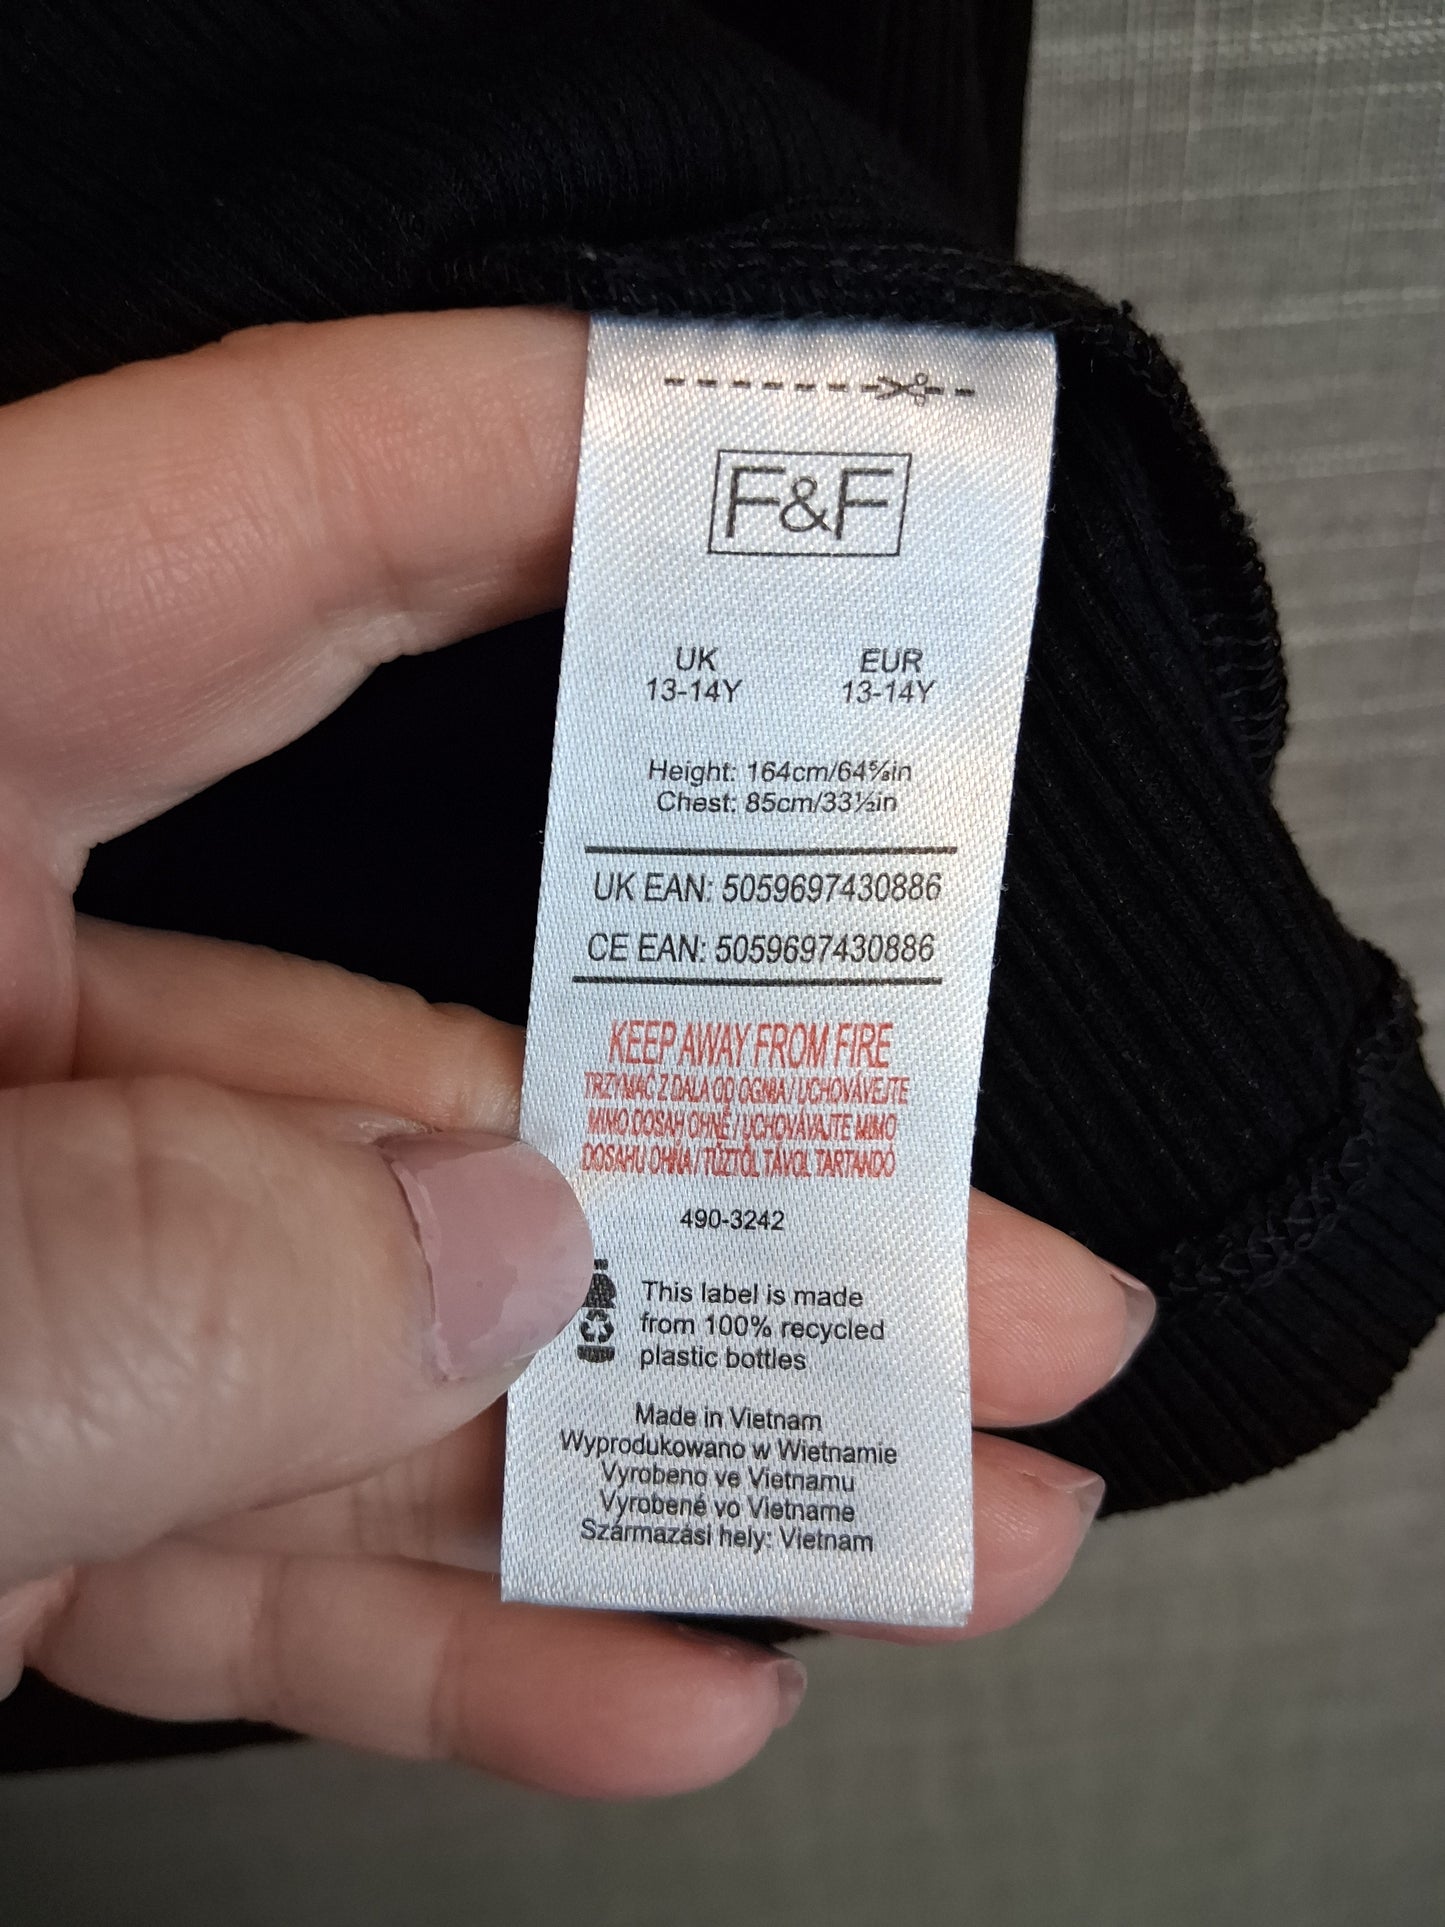 F&F
UK EUR
13-14Y 13-14Y
Height: 164cm/64⅝in
Chest: 85cm/33½in
UK EAN: 5059697430886
CE EAN: 5059697430886
KEEP AWAY FROM FIRE
TRZYMAĆ Z DALA OD OGNIA / UCHOVÁVEJTE
MIMO DOSAH OHNĚ / UCHOVÁVAJTE MIMO
DOSAHU OHŇA / TŰZTŐL TÁVOL TARTANDÓ
490-3242
This label is made
from 100% recycled
plastic bottles
Made in Vietnam
Wyprodukowano w Wietnamie
Vyrobeno ve Vietnamu
Vyrobené vo Vietname
Származási hely: Vietnam